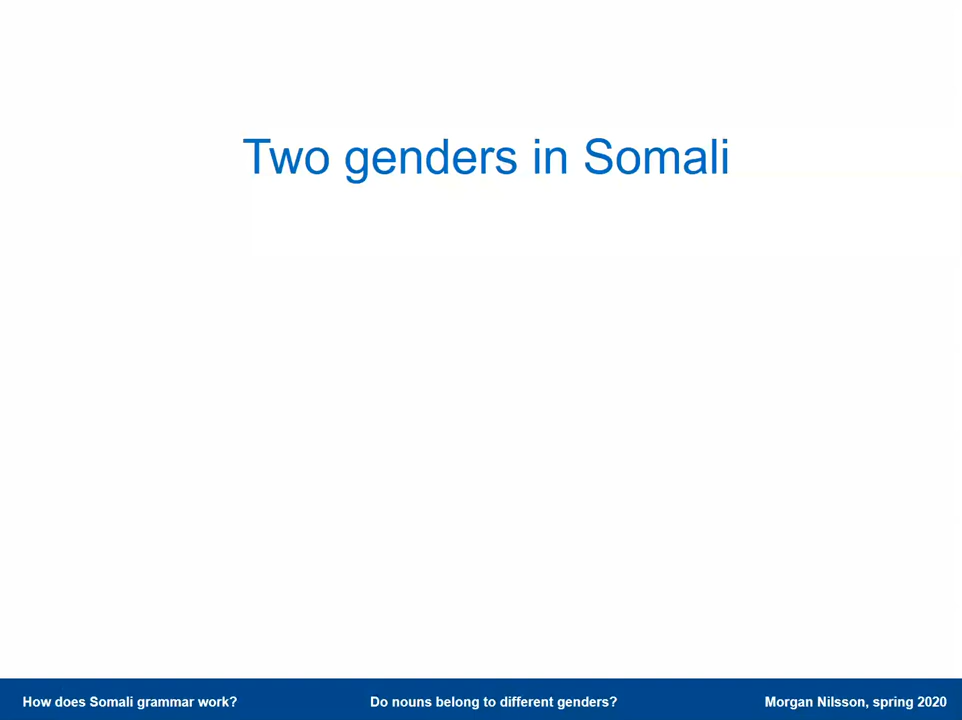 Two genders in Somali
How does Somali grammar work?
Do nouns belong to different genders?
Morgan Nilsson, spring 2020